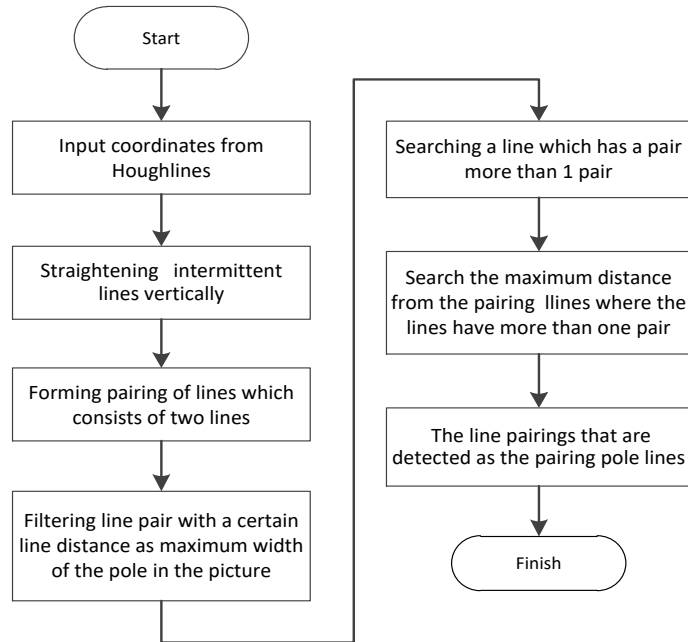 Start
Input coordinates from
Houghlines
Straightening intermittent
lines vertically
Forming pairing of lines which
consists of two lines
Filtering line pair with a certain
line distance as maximum width
of the pole in the picture
Searching a line which has a pair
more than 1 pair
Search the maximum distance
from the pairing llines where the
lines have more than one pair
The line pairings that are
detected as the pairing pole lines
Finish